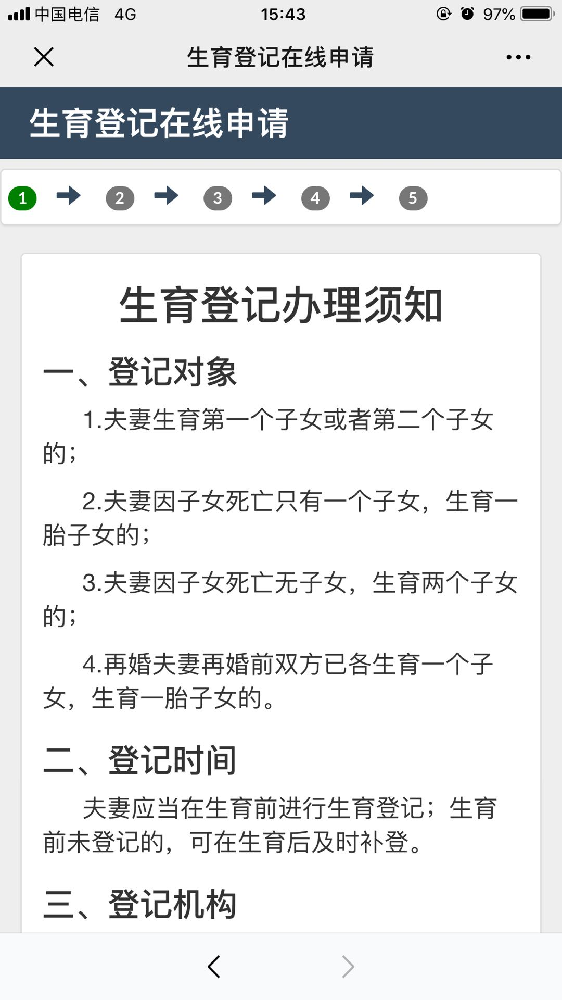 中国电信 4G 15:43 97%
生育登记在线申请
生育登记在线申请
1 2 3 4 5
生育登记办理须知
一、登记对象
1.夫妻生育第一个子女或者第二个子女
的；
2.夫妻因子女死亡只有一个子女，生育一
胎子女的；
3.夫妻因子女死亡无子女，生育两个子女
的；
4.再婚夫妻再婚前双方已各生育一个子
女，生育一胎子女的。
二、登记时间
夫妻应当在生育前进行生育登记；生育
前未登记的，可在生育后及时补登。
三、登记机构